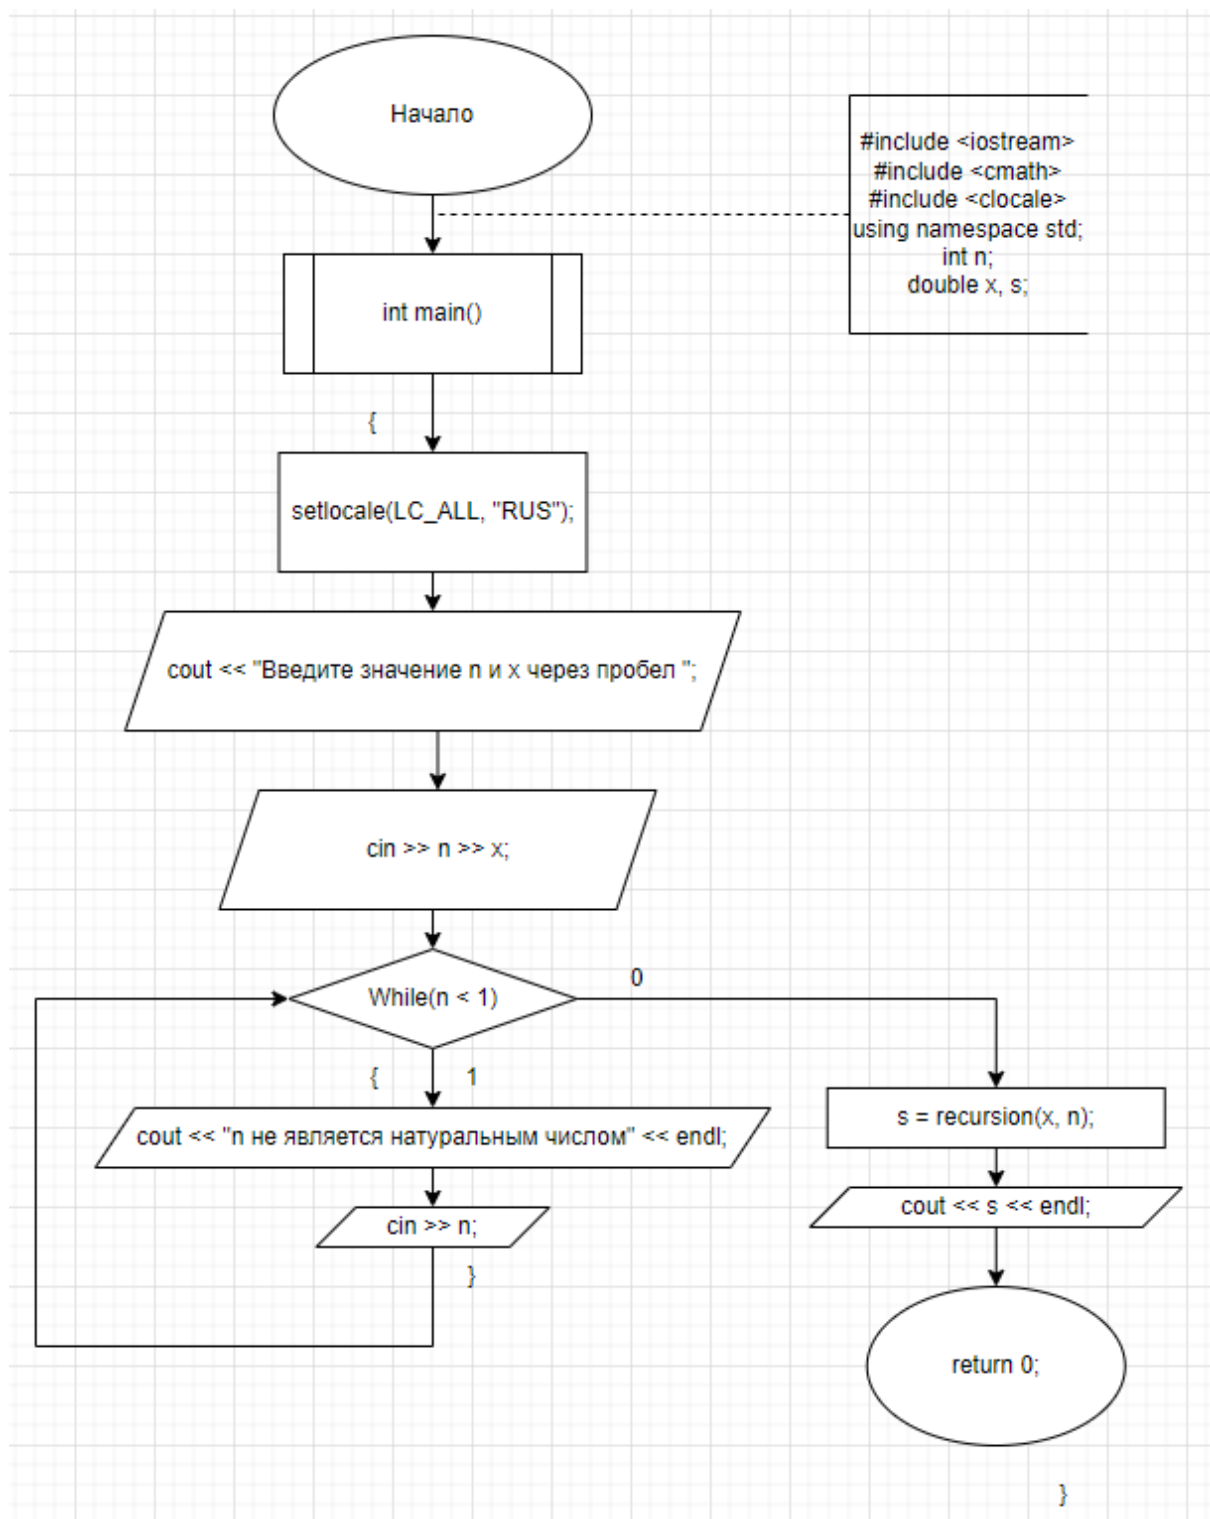 Начало
#include <iostream>
#include <cmath>
#include <clocale>
using namespace std;
int n;
double x, s;
int main()
{
setlocale(LC_ALL, "RUS");
cout << "Введите значение n и x через пробел ";
cin >> n >> x;
While(n < 1)
0
{
1
cout << "n не является натуральным числом" << endl;
cin >> n;
}
s = recursion(x, n);
cout << s << endl;
return 0;
}